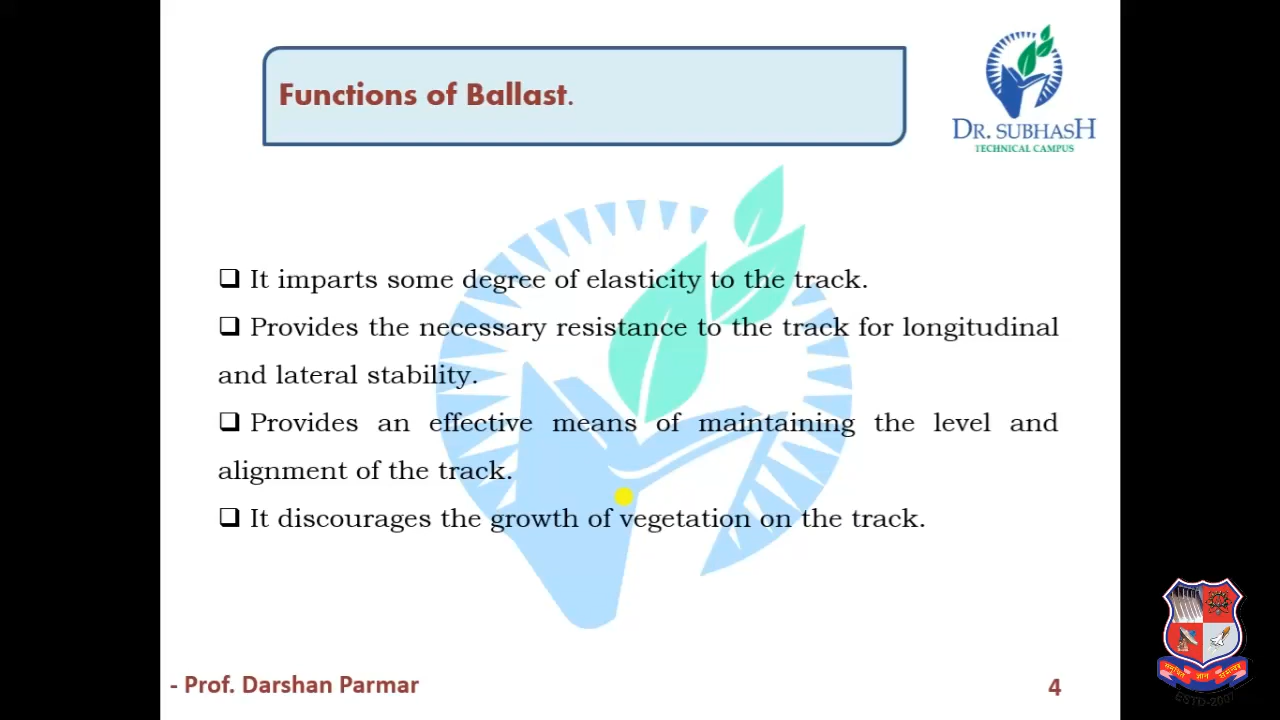 Functions of Ballast.
DR. SUBHASH
TECHNICAL CAMPUS
❑ It imparts some degree of elasticity to the track.
❑ Provides the necessary resistance to the track for longitudinal
and lateral stability.
❑ Provides an effective means of maintaining the level and
alignment of the track.
❑ It discourages the growth of vegetation on the track.
- Prof. Darshan Parmar
4
ESTD-2007